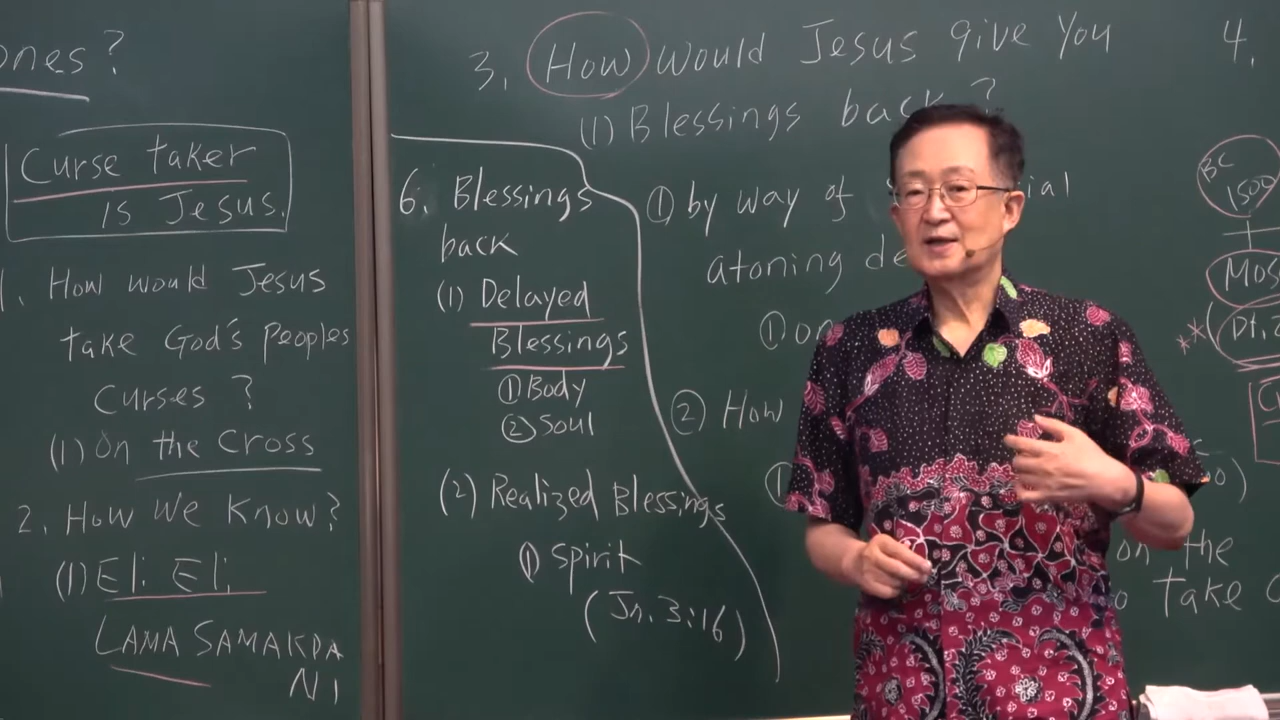 ones?
Curse taker
is Jesus.
1. How would Jesus
take God's peoples
curses?
(1) On the Cross
2. How We Know?
(1) Eli. Eli.
LAMA SAMAKDA
NI
3. How would Jesus give You
(1) Blessings back?
6. Blessings
back
(1) Delayed
Blessings
① Body
② Soul
(2) Realized Blessings
① Spirit
(Jn. 3:16)
① by way of
atoning
①
② How
①
on the
take
4.
BC
1500
Mos
**(Dt.